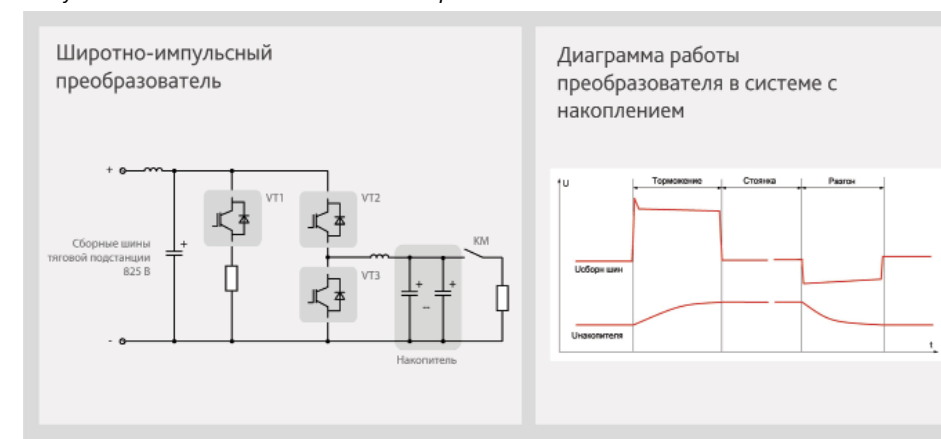 Широтно-импульсный
преобразователь
+
VT1
VT2
Сборные шины
тяговой подстанции
825 В
+
VT3
KM
+
+
--
-
Накопитель
Диаграмма работы
преобразователя в системе с
накоплением
U
Торможение
Стоянка
Разгон
Uсборн шин
Uнакопителя
t